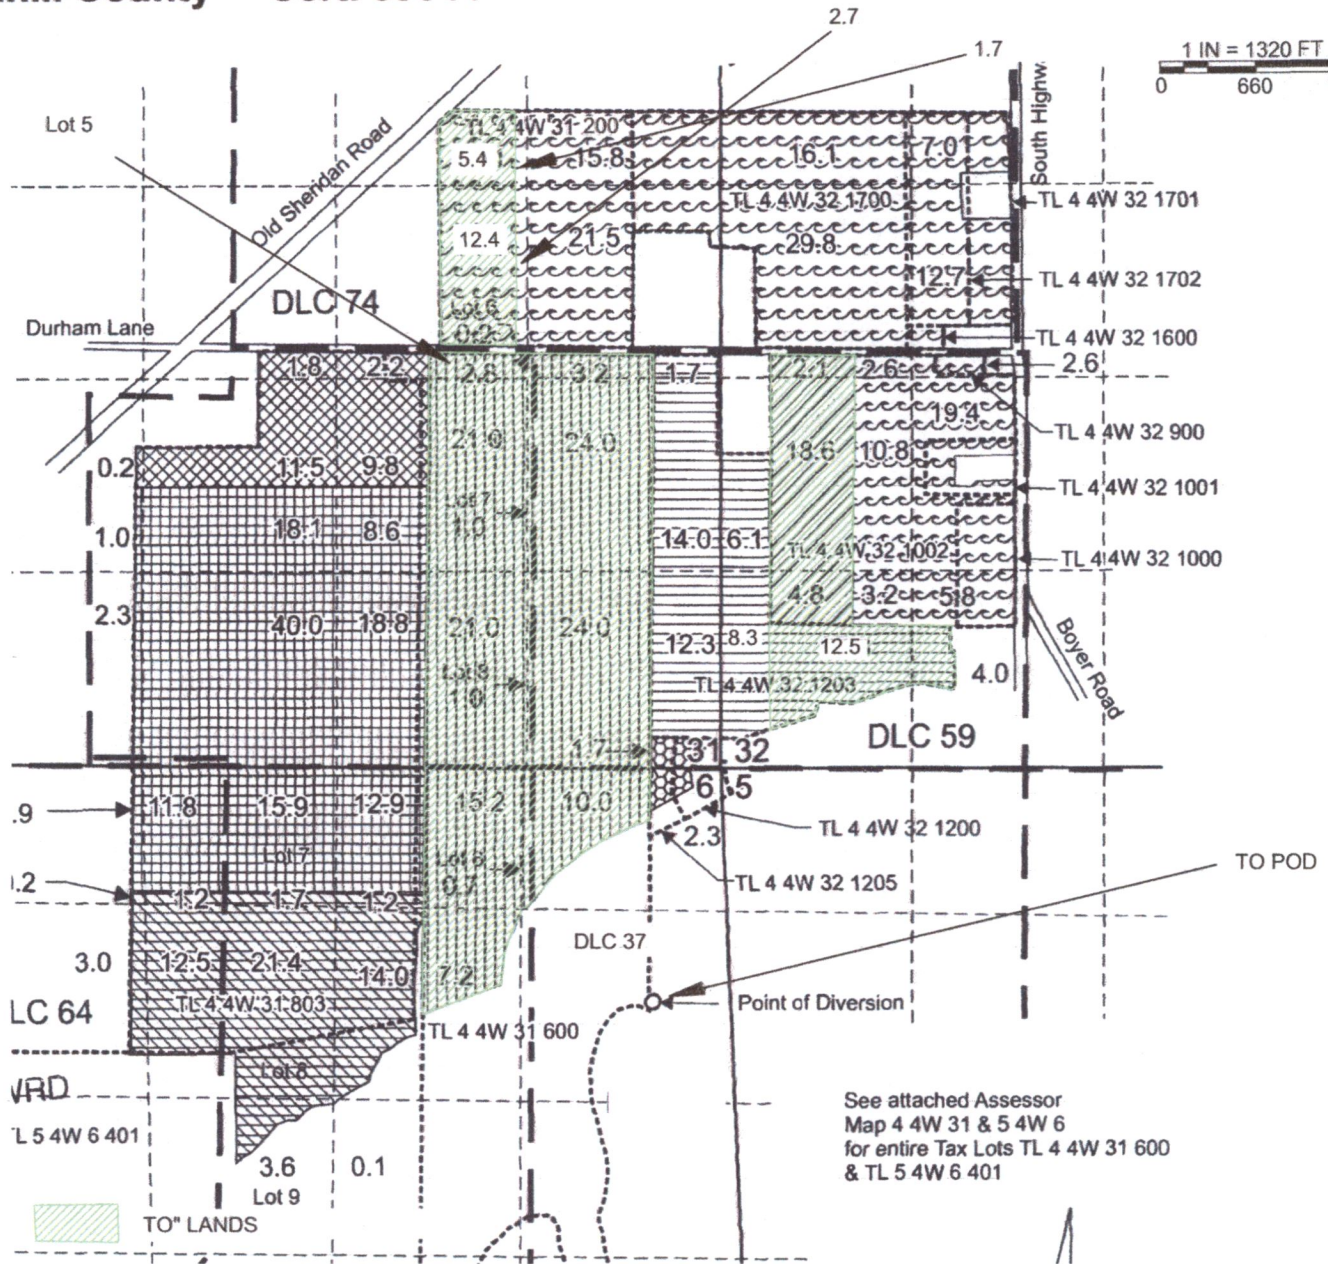 2.7
1.7
1 IN = 1320 FT
0 660
South Highw.
Lot 5
Old Sheridan Road
TL 4 4W 31 200
5.4
15.8
16.1
7.0
TL 4 4W 32 1700
TL 4 4W 32 1701
12.4
21.5
29.8
12.7
TL 4 4W 32 1702
DLC 74
Lot 6
0.2
Durham Lane
TL 4 4W 32 1600
1.8
2.2
2.8
3.2
1.7
2.1
2.6
2.6
19.4
TL 4 4W 32 900
21.0
24.0
18.6
10.8
0.2
11.5
9.8
TL 4 4W 32 1001
Lot 7
1.0
1.0
18.1
8.6
14.0
6.1
TL 4 4W 32 1002
TL 4 4W 32 1000
4.8
3.2
5.8
2.3
40.0
18.8
21.0
24.0
12.3
8.3
12.5
Boyer Road
Lot 8
1.0
TL 4 4W 32 1203
4.0
DLC 59
1.7
31
32
6
5
.9
11.8
15.9
12.9
15.2
10.0
TL 4 4W 32 1200
2.3
Lot 7
Lot 6
0.7
TO POD
TL 4 4W 32 1205
).2
1.2
1.7
1.2
DLC 37
3.0
12.5
21.4
14.0
7.2
TL 4 4W 31 803
Point of Diversion
LC 64
TL 4 4W 31 600
Lot 8
VRD
TL 5 4W 6 401
See attached Assessor
Map 4 4W 31 & 5 4W 6
for entire Tax Lots TL 4 4W 31 600
& TL 5 4W 6 401
3.6
0.1
Lot 9
TO" LANDS